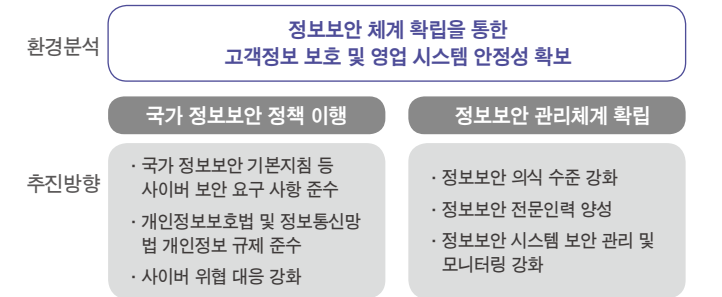 환경분석
정보보안 체계 확립을 통한
고객정보 보호 및 영업 시스템 안정성 확보
추진방향
국가 정보보안 정책 이행
· 국가 정보보안 기본지침 등
사이버 보안 요구 사항 준수
· 개인정보보호법 및 정보통신망
법 개인정보 규제 준수
· 사이버 위협 대응 강화
정보보안 관리체계 확립
· 정보보안 의식 수준 강화
· 정보보안 전문인력 양성
· 정보보안 시스템 보안 관리 및
모니터링 강화